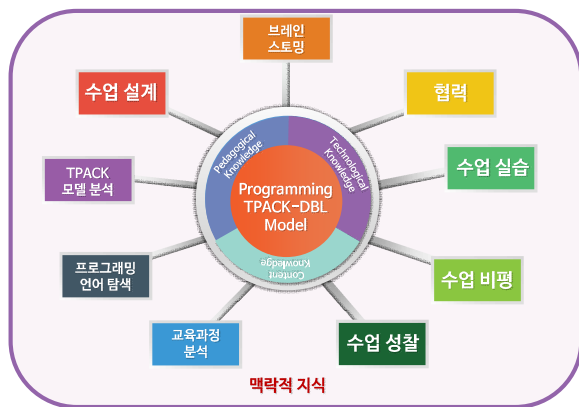 브레인
스토밍
수업 설계
협력
Pedagogical
Knowledge
Technological
Knowledge
TPACK
모델 분석
수업 실습
Programming
TPACK-DBL
Model
Content
Knowledge
프로그래밍
언어 탐색
수업 비평
교육과정
분석
수업 성찰
맥락적 지식